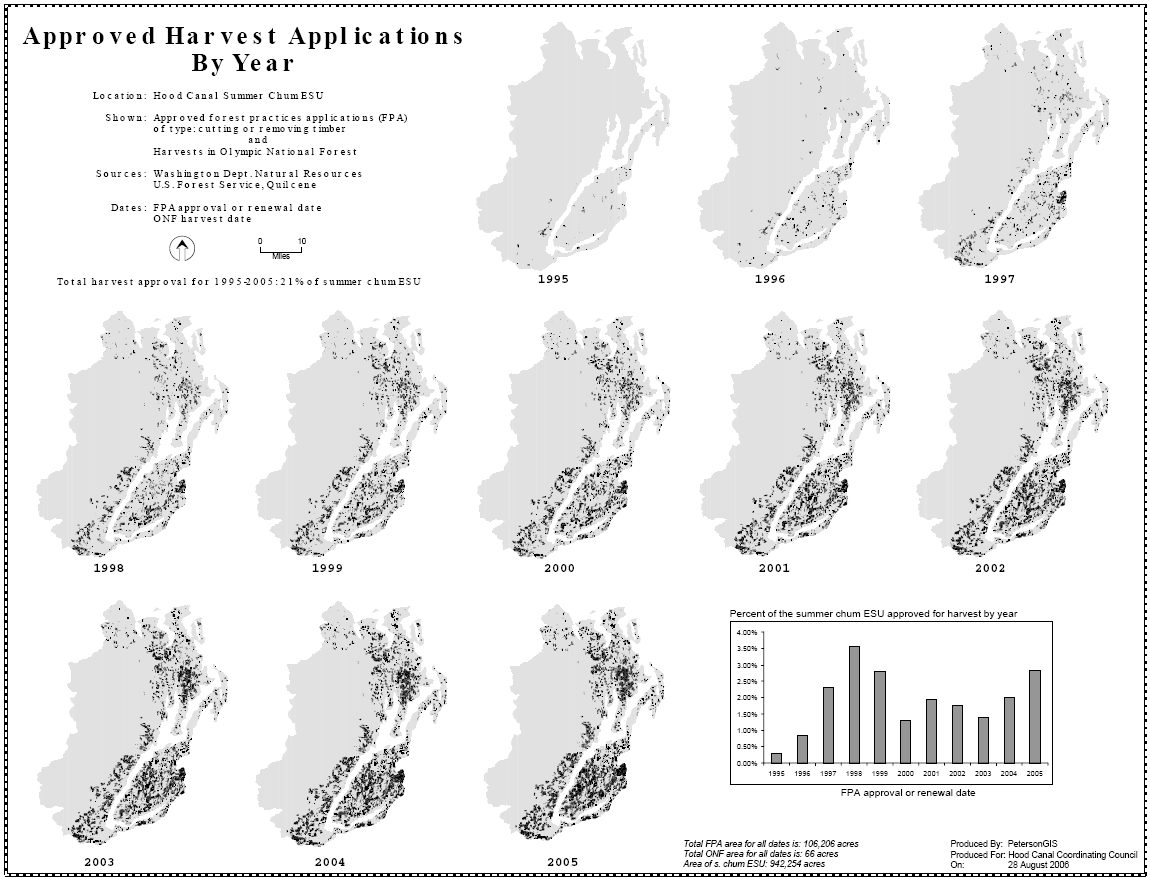 Approved Harvest Applications
By Year
Location: Hood Canal Summer Chum ESU
Shown: Approved forest practices applications (FPA)
of type: cutting or removing timber
and
Harvests in Olympic National Forest
Sources: Washington Dept. Natural Resources
U.S. Forest Service, Quilcene
Dates: FPA approval or renewal date
ONF harvest date
0 10
Miles
Total harvest approval for 1995-2005: 21% of summer chum ESU
1995 1996 1997
1998 1999 2000 2001 2002
2003 2004 2005
Percent of the summer chum ESU approved for harvest by year
4.00%
3.50%
3.00%
2.50%
2.00%
1.50%
1.00%
0.50%
0.00%
1995 1996 1997 1998 1999 2000 2001 2002 2003 2004 2005
FPA approval or renewal date
Total FPA area for all dates is: 106,206 acres
Total ONF area for all dates is: 66 acres
Area of s. chum ESU: 942,254 acres
Produced By: PetersonGIS
Produced For: Hood Canal Coordinating Council
On: 28 August 2006